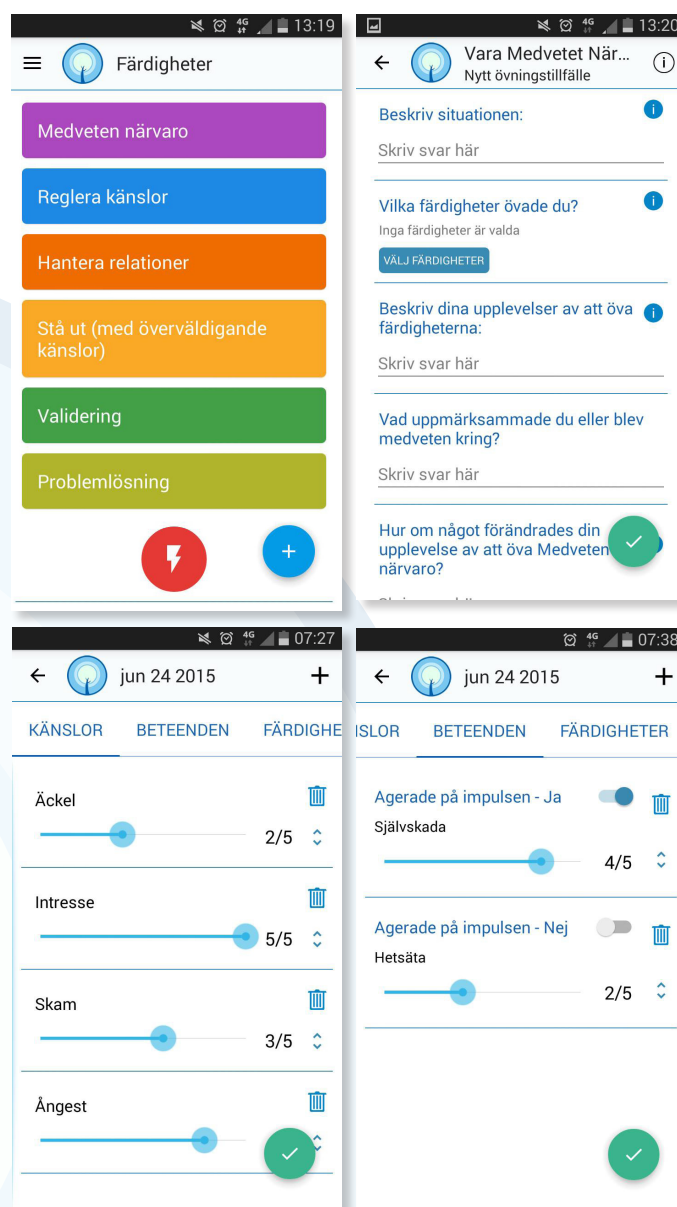 4G 13:19
Färdigheter
Medveten närvaro
Reglera känslor
Hantera relationer
Stå ut (med överväldigande
känslor)
Validering
Problemlösning
4G 13:20
Vara Medvetet När...
Nytt övningstillfälle
Beskriv situationen:
Skriv svar här
Vilka färdigheter övade du?
Inga färdigheter är valda
VÄLJ FÄRDIGHETER
Beskriv dina upplevelser av att öva
färdigheterna:
Skriv svar här
Vad uppmärksammade du eller blev
medveten kring?
Skriv svar här
Hur om något förändrades din
upplevelse av att öva Medveten
närvaro?
4G 07:27
jun 24 2015
KÄNSLOR BETEENDEN FÄRDIGHE
Äckel
2/5
Intresse
5/5
Skam
3/5
Ångest
4G 07:38
jun 24 2015
NSLOR BETEENDEN FÄRDIGHETER
Agerade på impulsen - Ja
Självskada
4/5
Agerade på impulsen - Nej
Hetsäta
2/5